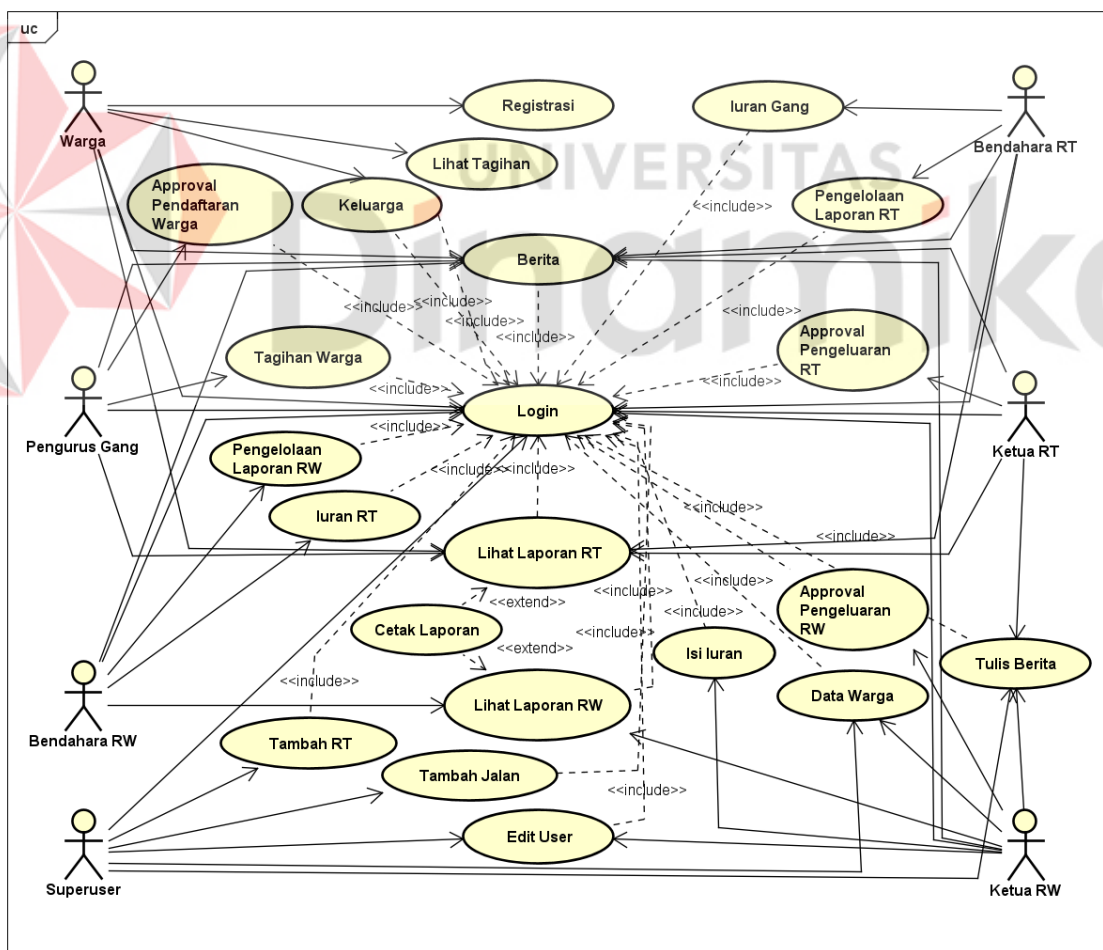 uc
Warga
Registrasi
Iuran Gang
Bendahara RT
UNIVERSITAS
Dinamika
Lihat Tagihan
Approval
Pendaftaran
Warga
Keluarga
Pengelolaan
Laporan RT
<<include>>
Berita
<<include>>
<<include>>
<<include>>
<<include>>
<<include>>
Approval
Pengeluaran
RT
Tagihan Warga
<<include>>
<<include>>
Login
Pengurus Gang
Ketua RT
<<include>>
Pengelolaan
Laporan RW
<<include>>
<<include>>
Iuran RT
Lihat Laporan RT
<<include>>
<<include>>
<<include>>
<<extend>>
Approval
Pengeluaran
RW
<<include>>
<<include>>
Cetak Laporan
<<extend>>
Isi Iuran
Tulis Berita
<<include>>
Lihat Laporan RW
Data Warga
Bendahara RW
Tambah RT
Tambah Jalan
<<include>>
Edit User
Superuser
Ketua RW